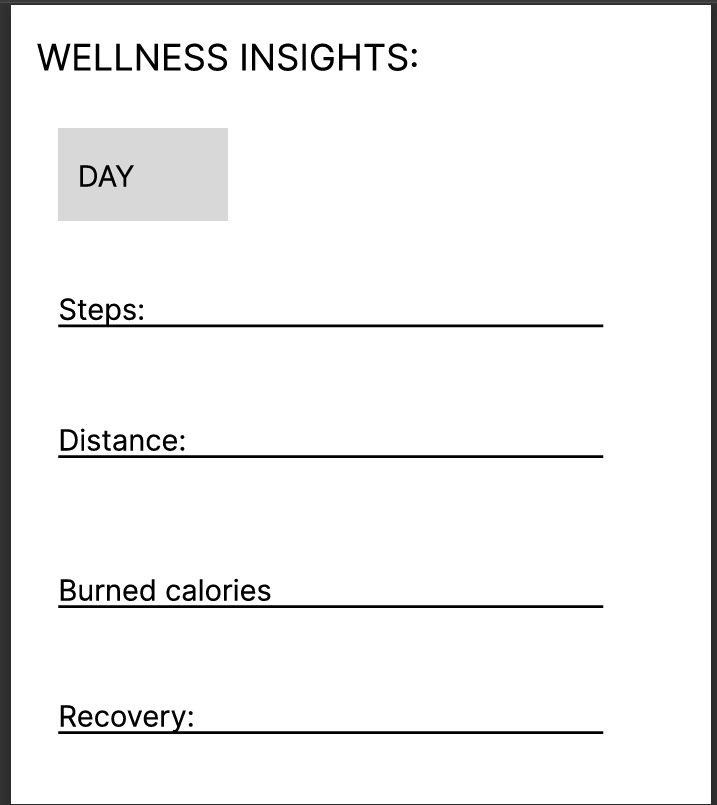 WELLNESS INSIGHTS:
DAY
Steps:
Distance:
Burned calories
Recovery: